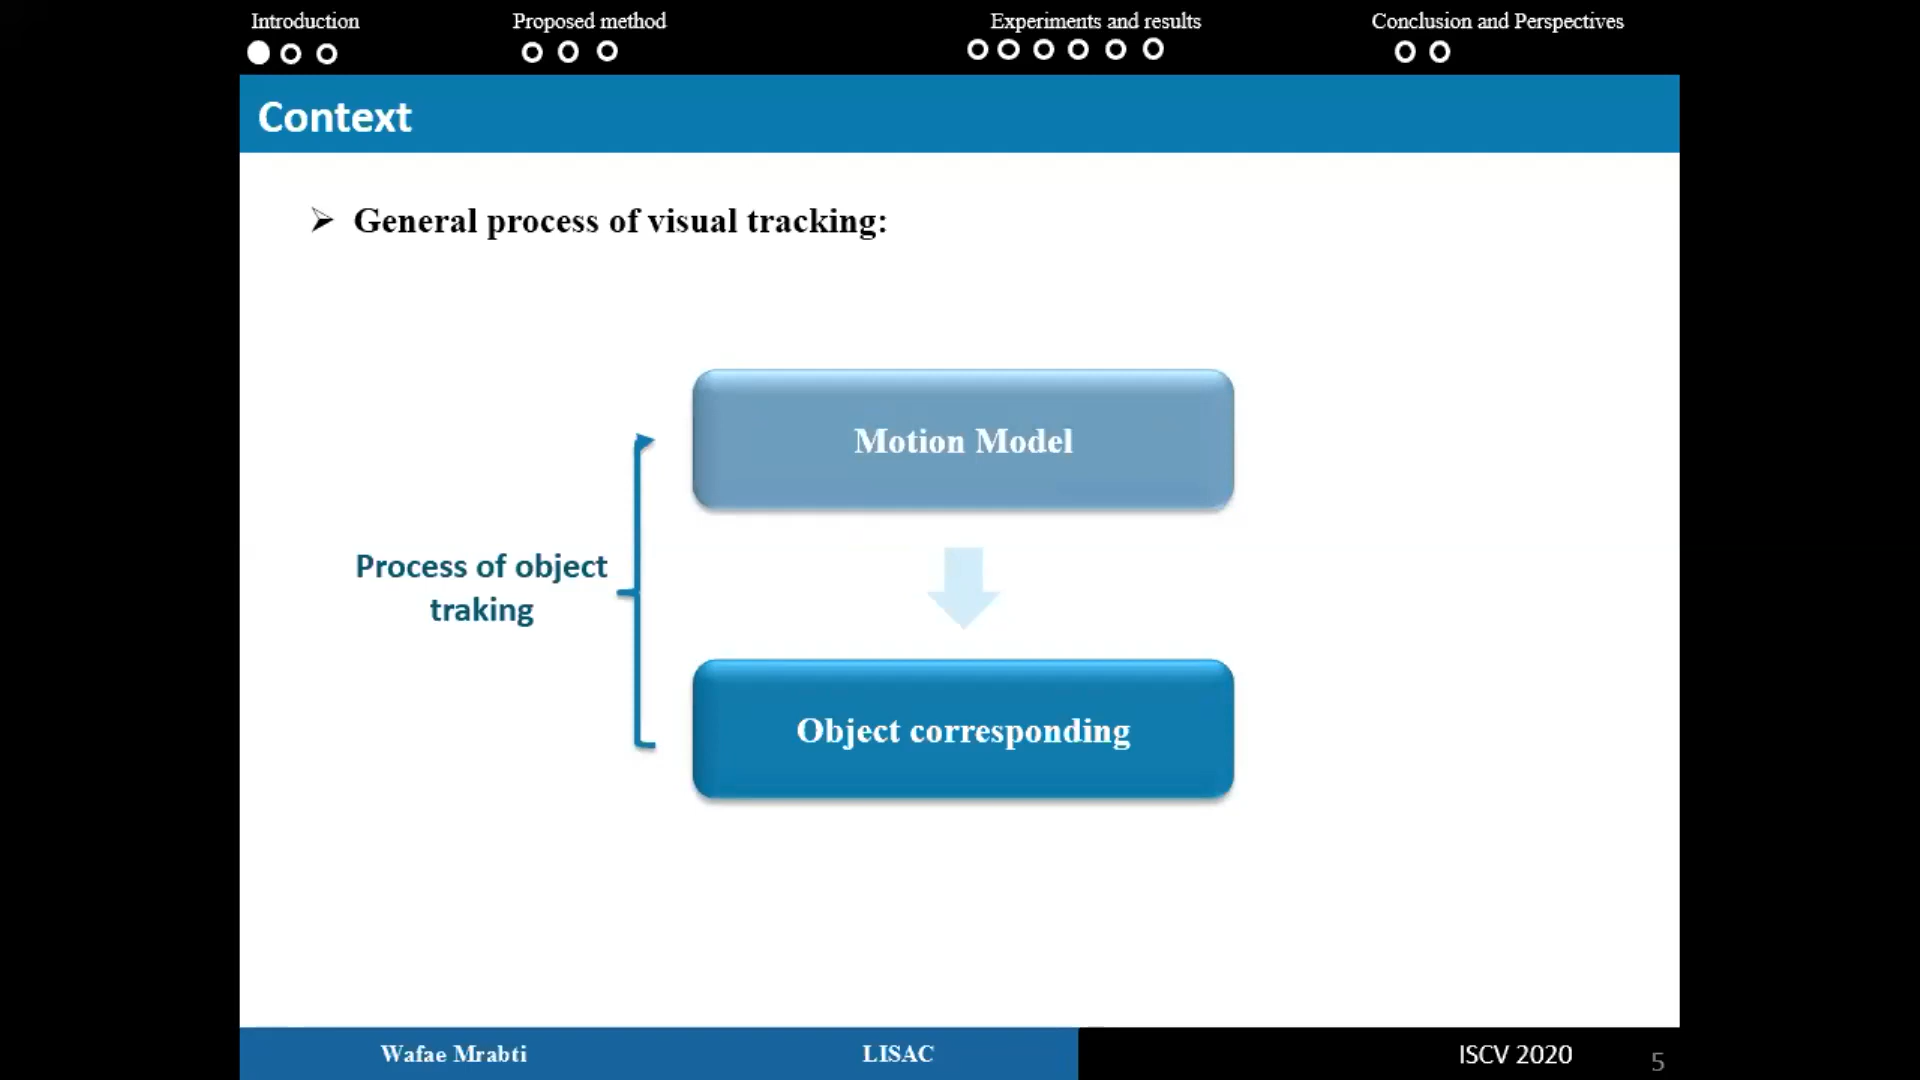 Introduction
Proposed method
Experiments and results
Conclusion and Perspectives
Context
General process of visual tracking:
Motion Model
Process of object
traking
Object corresponding
Wafae Mrabti
LISAC
ISCV 2020
5